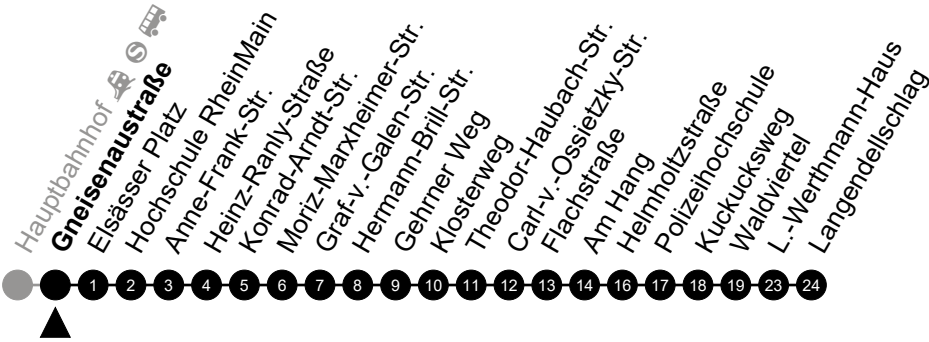 Hauptbahnhof S
Gneisenaustraße
Elsässer Platz
Hochschule RheinMain
Anne-Frank-Str.
Heinz-Ranly-Straße
Konrad-Arndt-Str.
Moriz-Marxheimer-Str.
Graf-v.-Galen-Str.
Hermann-Brill-Str.
Gehrner Weg
Klosterweg
Theodor-Haubach-Str.
Carl-v.-Ossietzky-Str.
Flachstraße
Am Hang
Helmholtzstraße
Polizeihochschule
Kuckucksweg
Waldviertel
L.-Werthmann-Haus
Langendellschlag
1 2 3 4 5 6 7 8 9 10 11 12 13 14 16 17 18 19 23 24